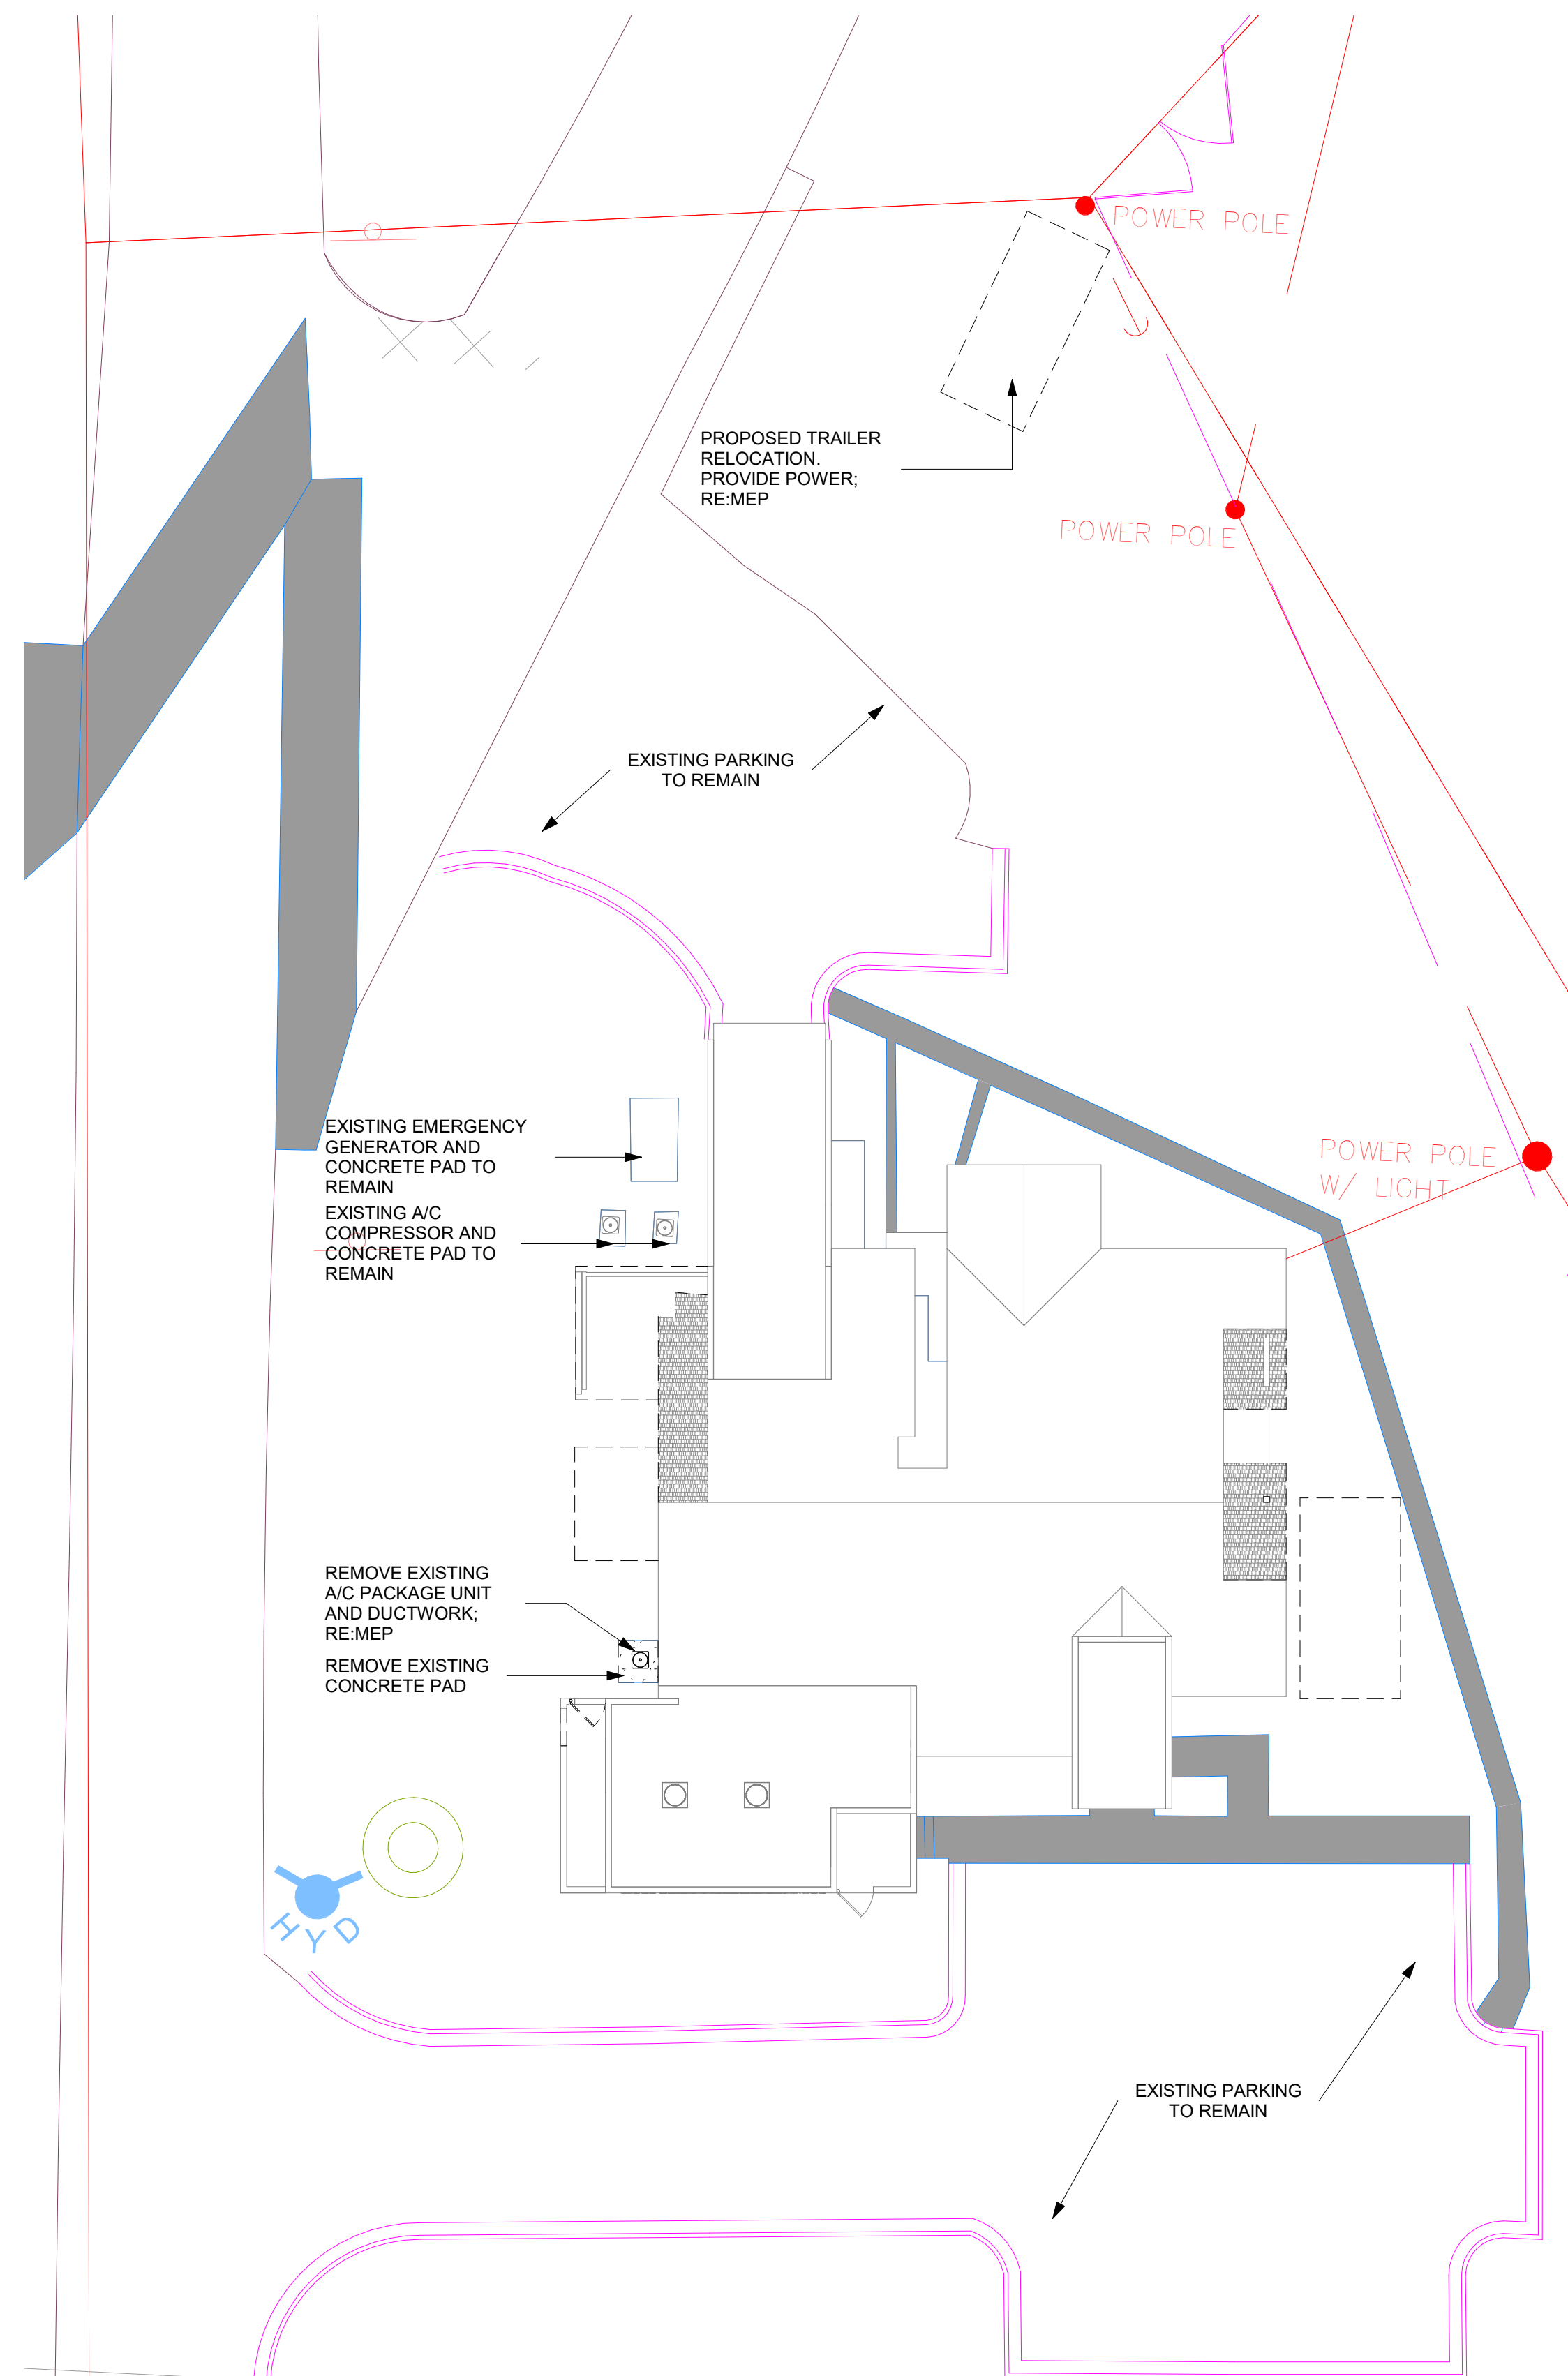 POWER POLE
PROPOSED TRAILER
RELOCATION.
PROVIDE POWER;
RE:MEP
POWER POLE
EXISTING PARKING
TO REMAIN
EXISTING EMERGENCY
GENERATOR AND
CONCRETE PAD TO
REMAIN
POWER POLE
W/ LIGHT
EXISTING A/C
COMPRESSOR AND
CONCRETE PAD TO
REMAIN
REMOVE EXISTING
A/C PACKAGE UNIT
AND DUCTWORK;
RE:MEP
REMOVE EXISTING
CONCRETE PAD
HYD
EXISTING PARKING
TO REMAIN